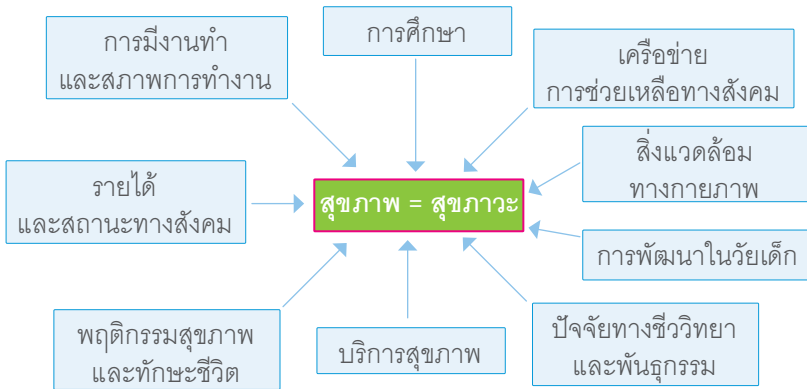 การมีงานทำ
และสภาพการทำงาน
การศึกษา
เครือข่าย
การช่วยเหลือทางสังคม
รายได้
และสถานะทางสังคม
สุขภาพ = สุขภาวะ
สิ่งแวดล้อม
ทางกายภาพ
การพัฒนาในวัยเด็ก
พฤติกรรมสุขภาพ
และทักษะชีวิต
บริการสุขภาพ
ปัจจัยทางชีววิทยา
และพันธุกรรม